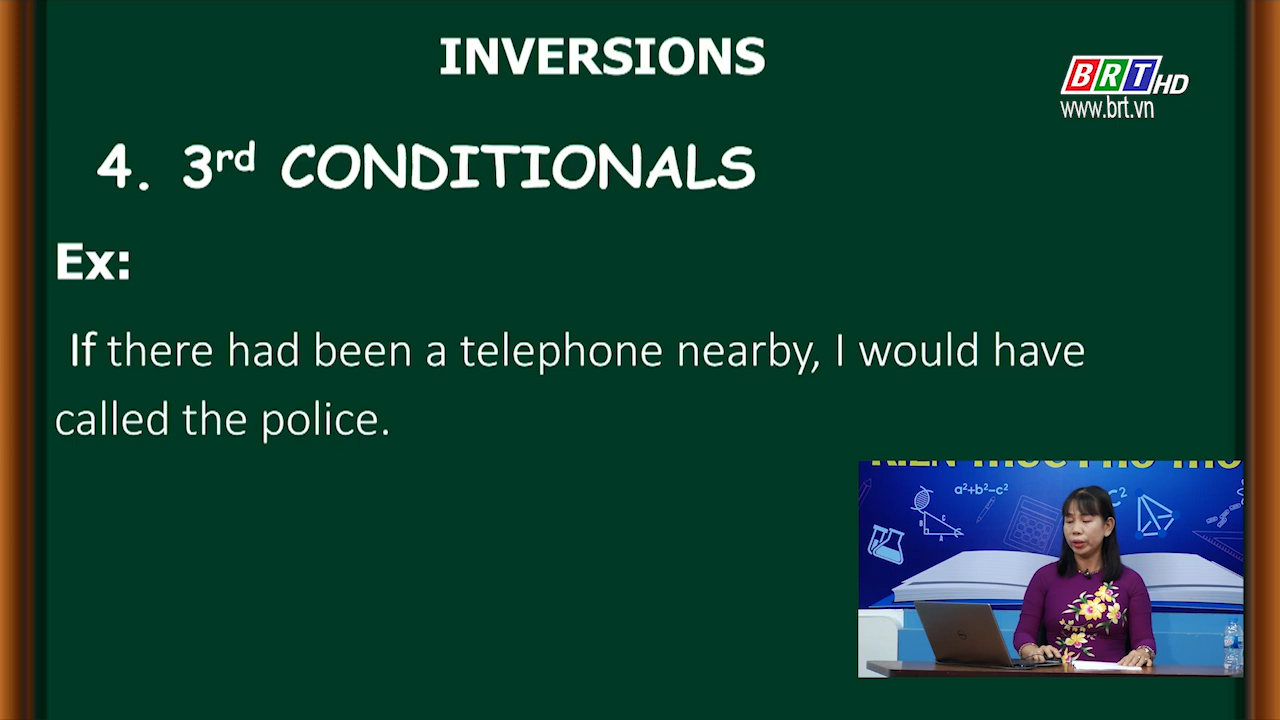 INVERSIONS
BRT HD
www.brt.vn
4. 3rd CONDITIONALS
Ex:
If there had been a telephone nearby, I would have
called the police.
a²+b²-c²